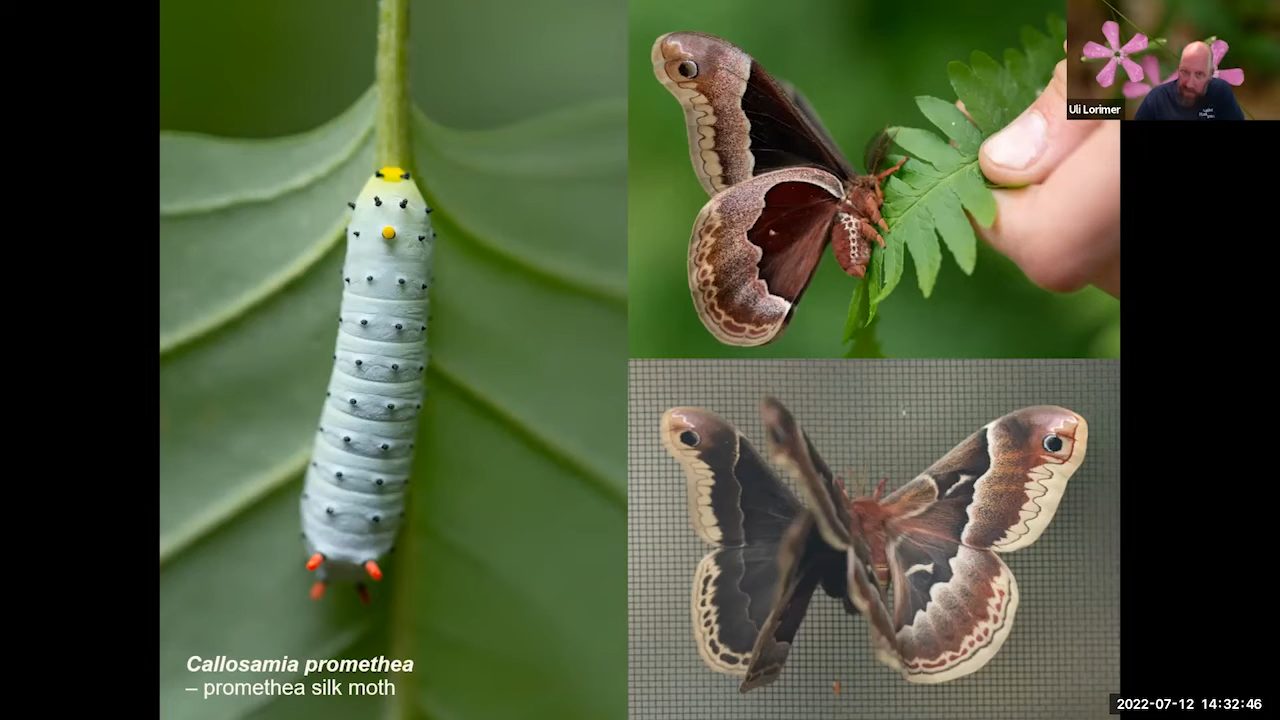 Uli Lorimer
Callosamia promethea
– promethea silk moth
2022-07-12 14:32:46